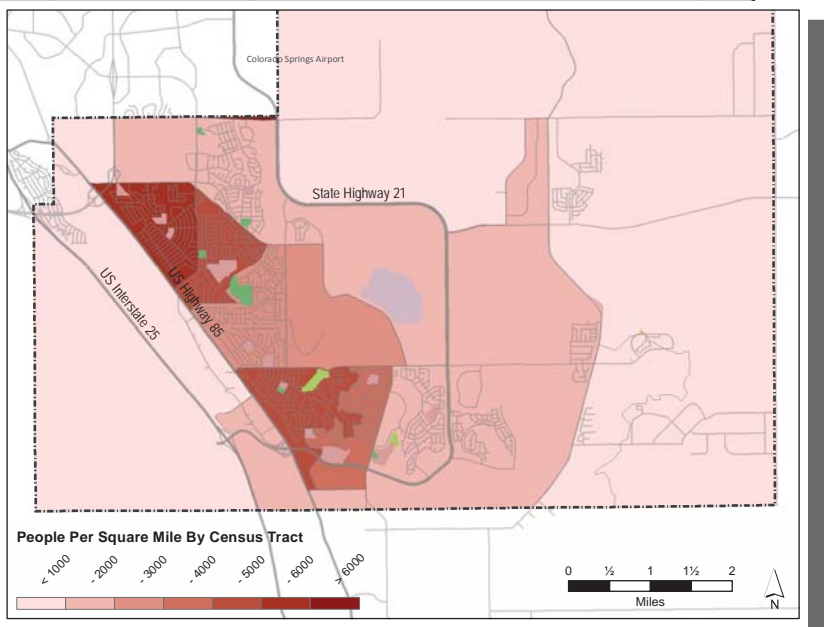 Colorado Springs Airport
State Highway 21
US Interstate 25
US Highway 85
People Per Square Mile By Census Tract
< 1000
- 2000
- 3000
- 4000
- 5000
- 6000
> 6000
0 ½ 1 1½ 2
Miles
N